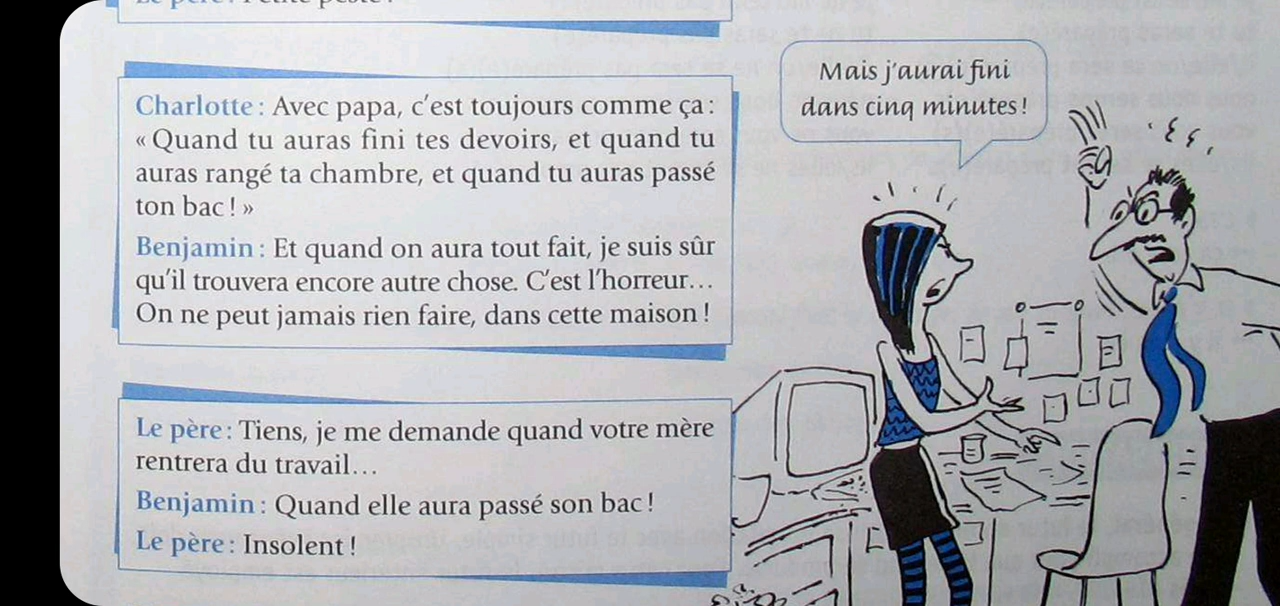 Le père : Petite peste !
Charlotte : Avec papa, c'est toujours comme ça :
« Quand tu auras fini tes devoirs, et quand tu
auras rangé ta chambre, et quand tu auras passé
ton bac ! »
Benjamin : Et quand on aura tout fait, je suis sûr
qu'il trouvera encore autre chose. C'est l'horreur…
On ne peut jamais rien faire, dans cette maison !
Le père : Tiens, je me demande quand votre mère
rentrera du travail…
Benjamin : Quand elle aura passé son bac !
Le père : Insolent !
Mais j'aurai fini
dans cinq minutes !